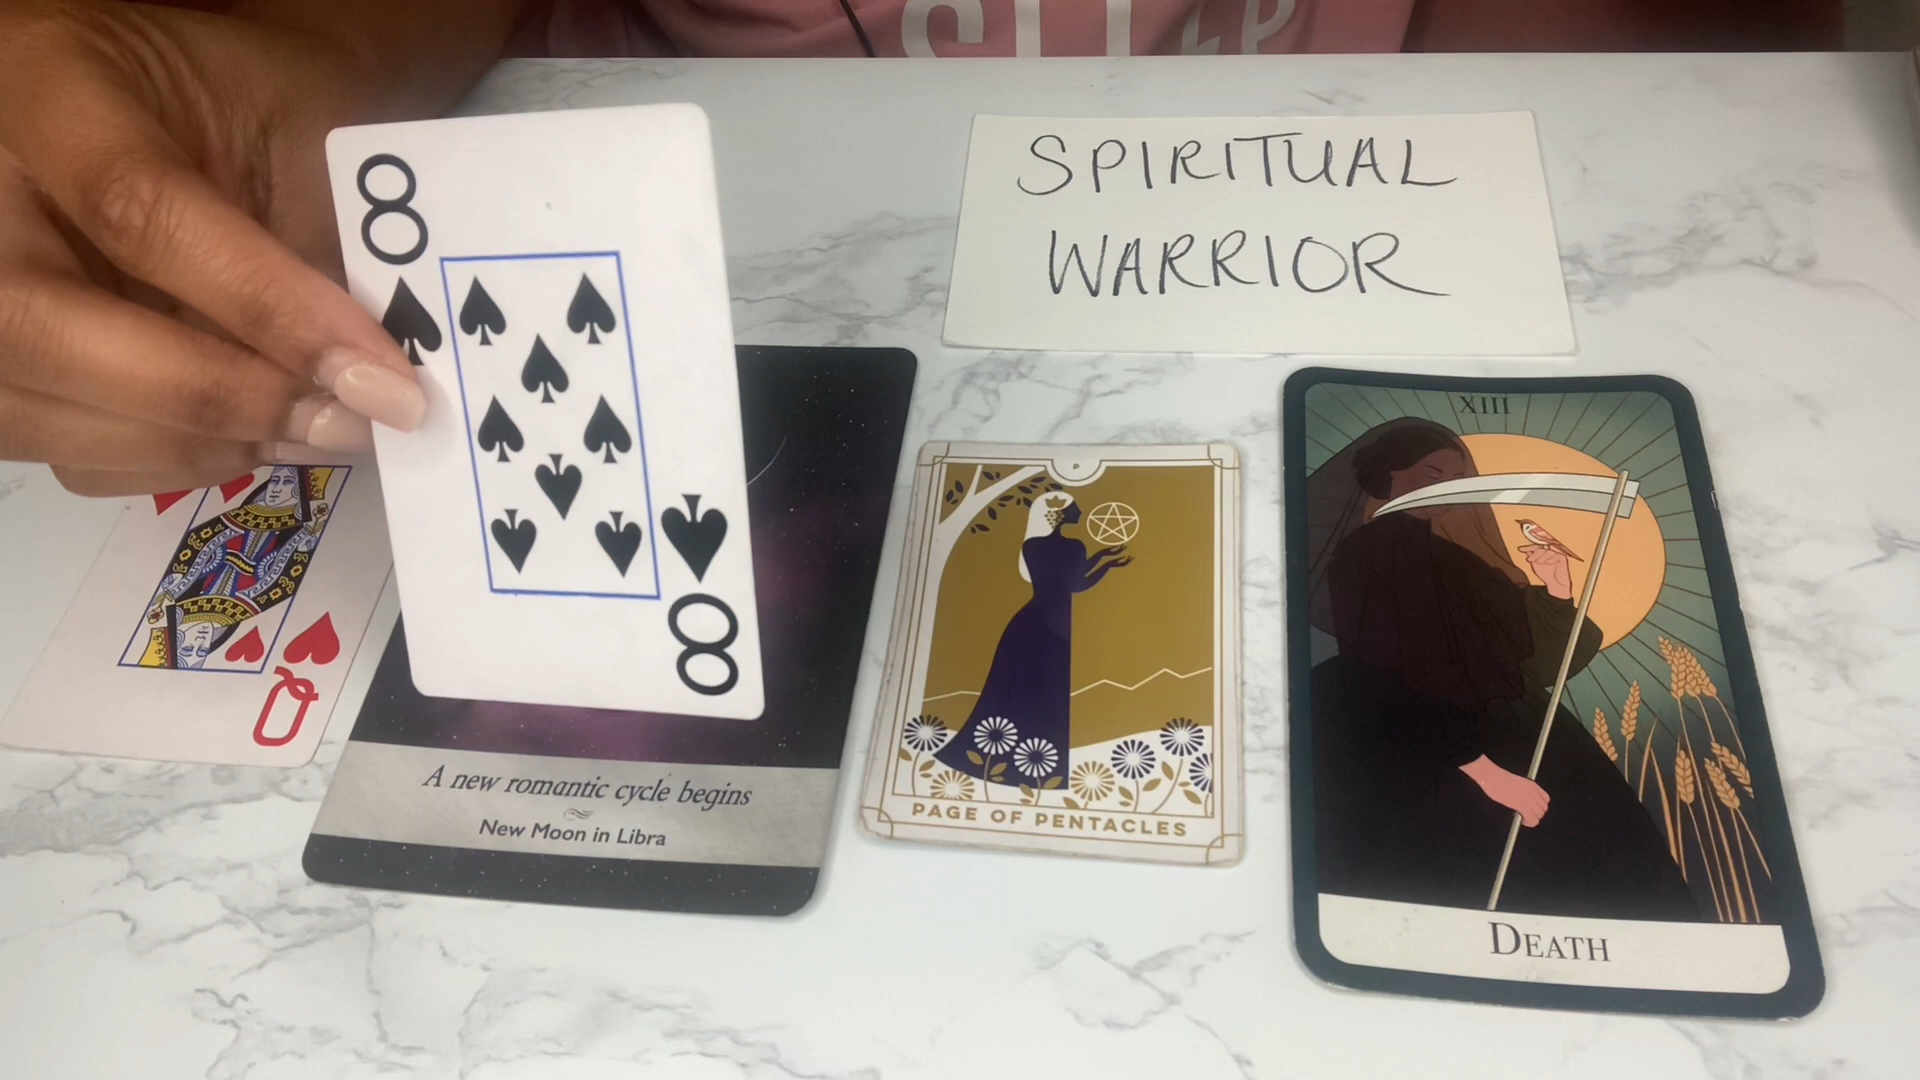 SPIRITUAL
WARRIOR
8
8
Q
A new romantic cycle begins
New Moon in Libra
P
PAGE OF PENTACLES
XIII
DEATH